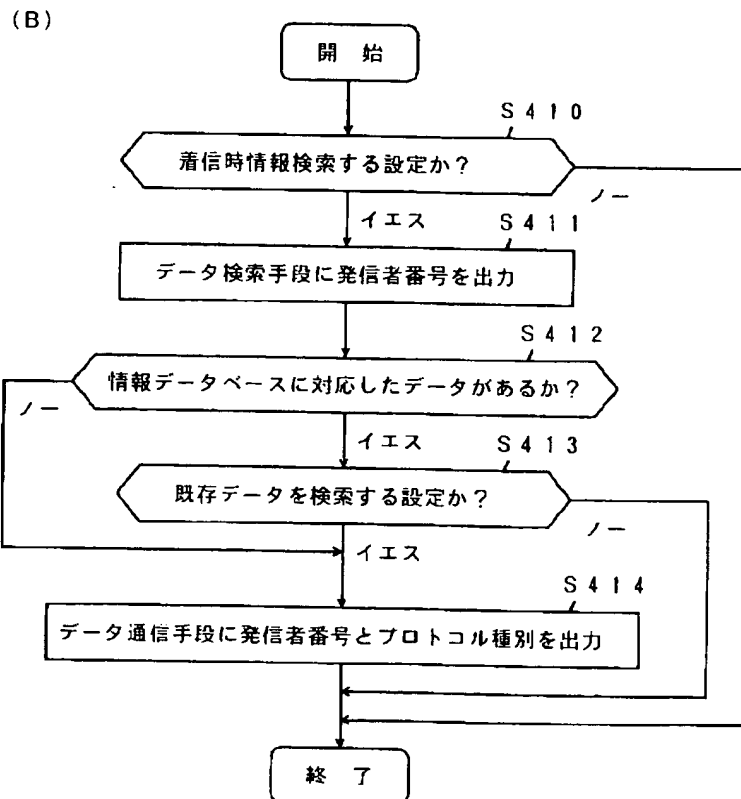 (B)
開 始
S410
着信時情報検索する設定か?
ノー
イエス
S411
データ検索手段に発信者番号を出力
S412
情報データベースに対応したデータがあるか?
ノー
イエス
S413
既存データを検索する設定か?
ノー
イエス
S414
データ通信手段に発信者番号とプロトコル種別を出力
終 了